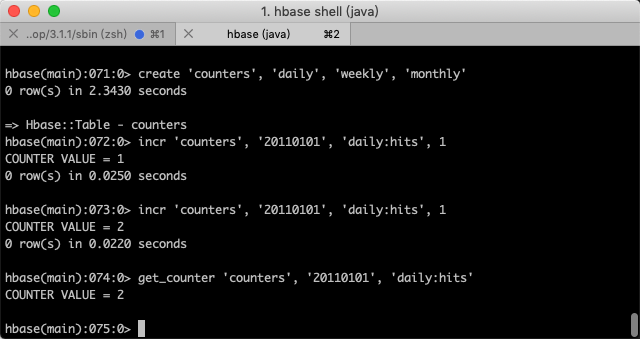 1. hbase shell (java)
..op/3.1.1/sbin (zsh) ⌘1 hbase (java) ⌘2
hbase(main):071:0> create 'counters', 'daily', 'weekly', 'monthly'
0 row(s) in 2.3430 seconds
=> Hbase::Table - counters
hbase(main):072:0> incr 'counters', '20110101', 'daily:hits', 1
COUNTER VALUE = 1
0 row(s) in 0.0250 seconds
hbase(main):073:0> incr 'counters', '20110101', 'daily:hits', 1
COUNTER VALUE = 2
0 row(s) in 0.0220 seconds
hbase(main):074:0> get_counter 'counters', '20110101', 'daily:hits'
COUNTER VALUE = 2
hbase(main):075:0>